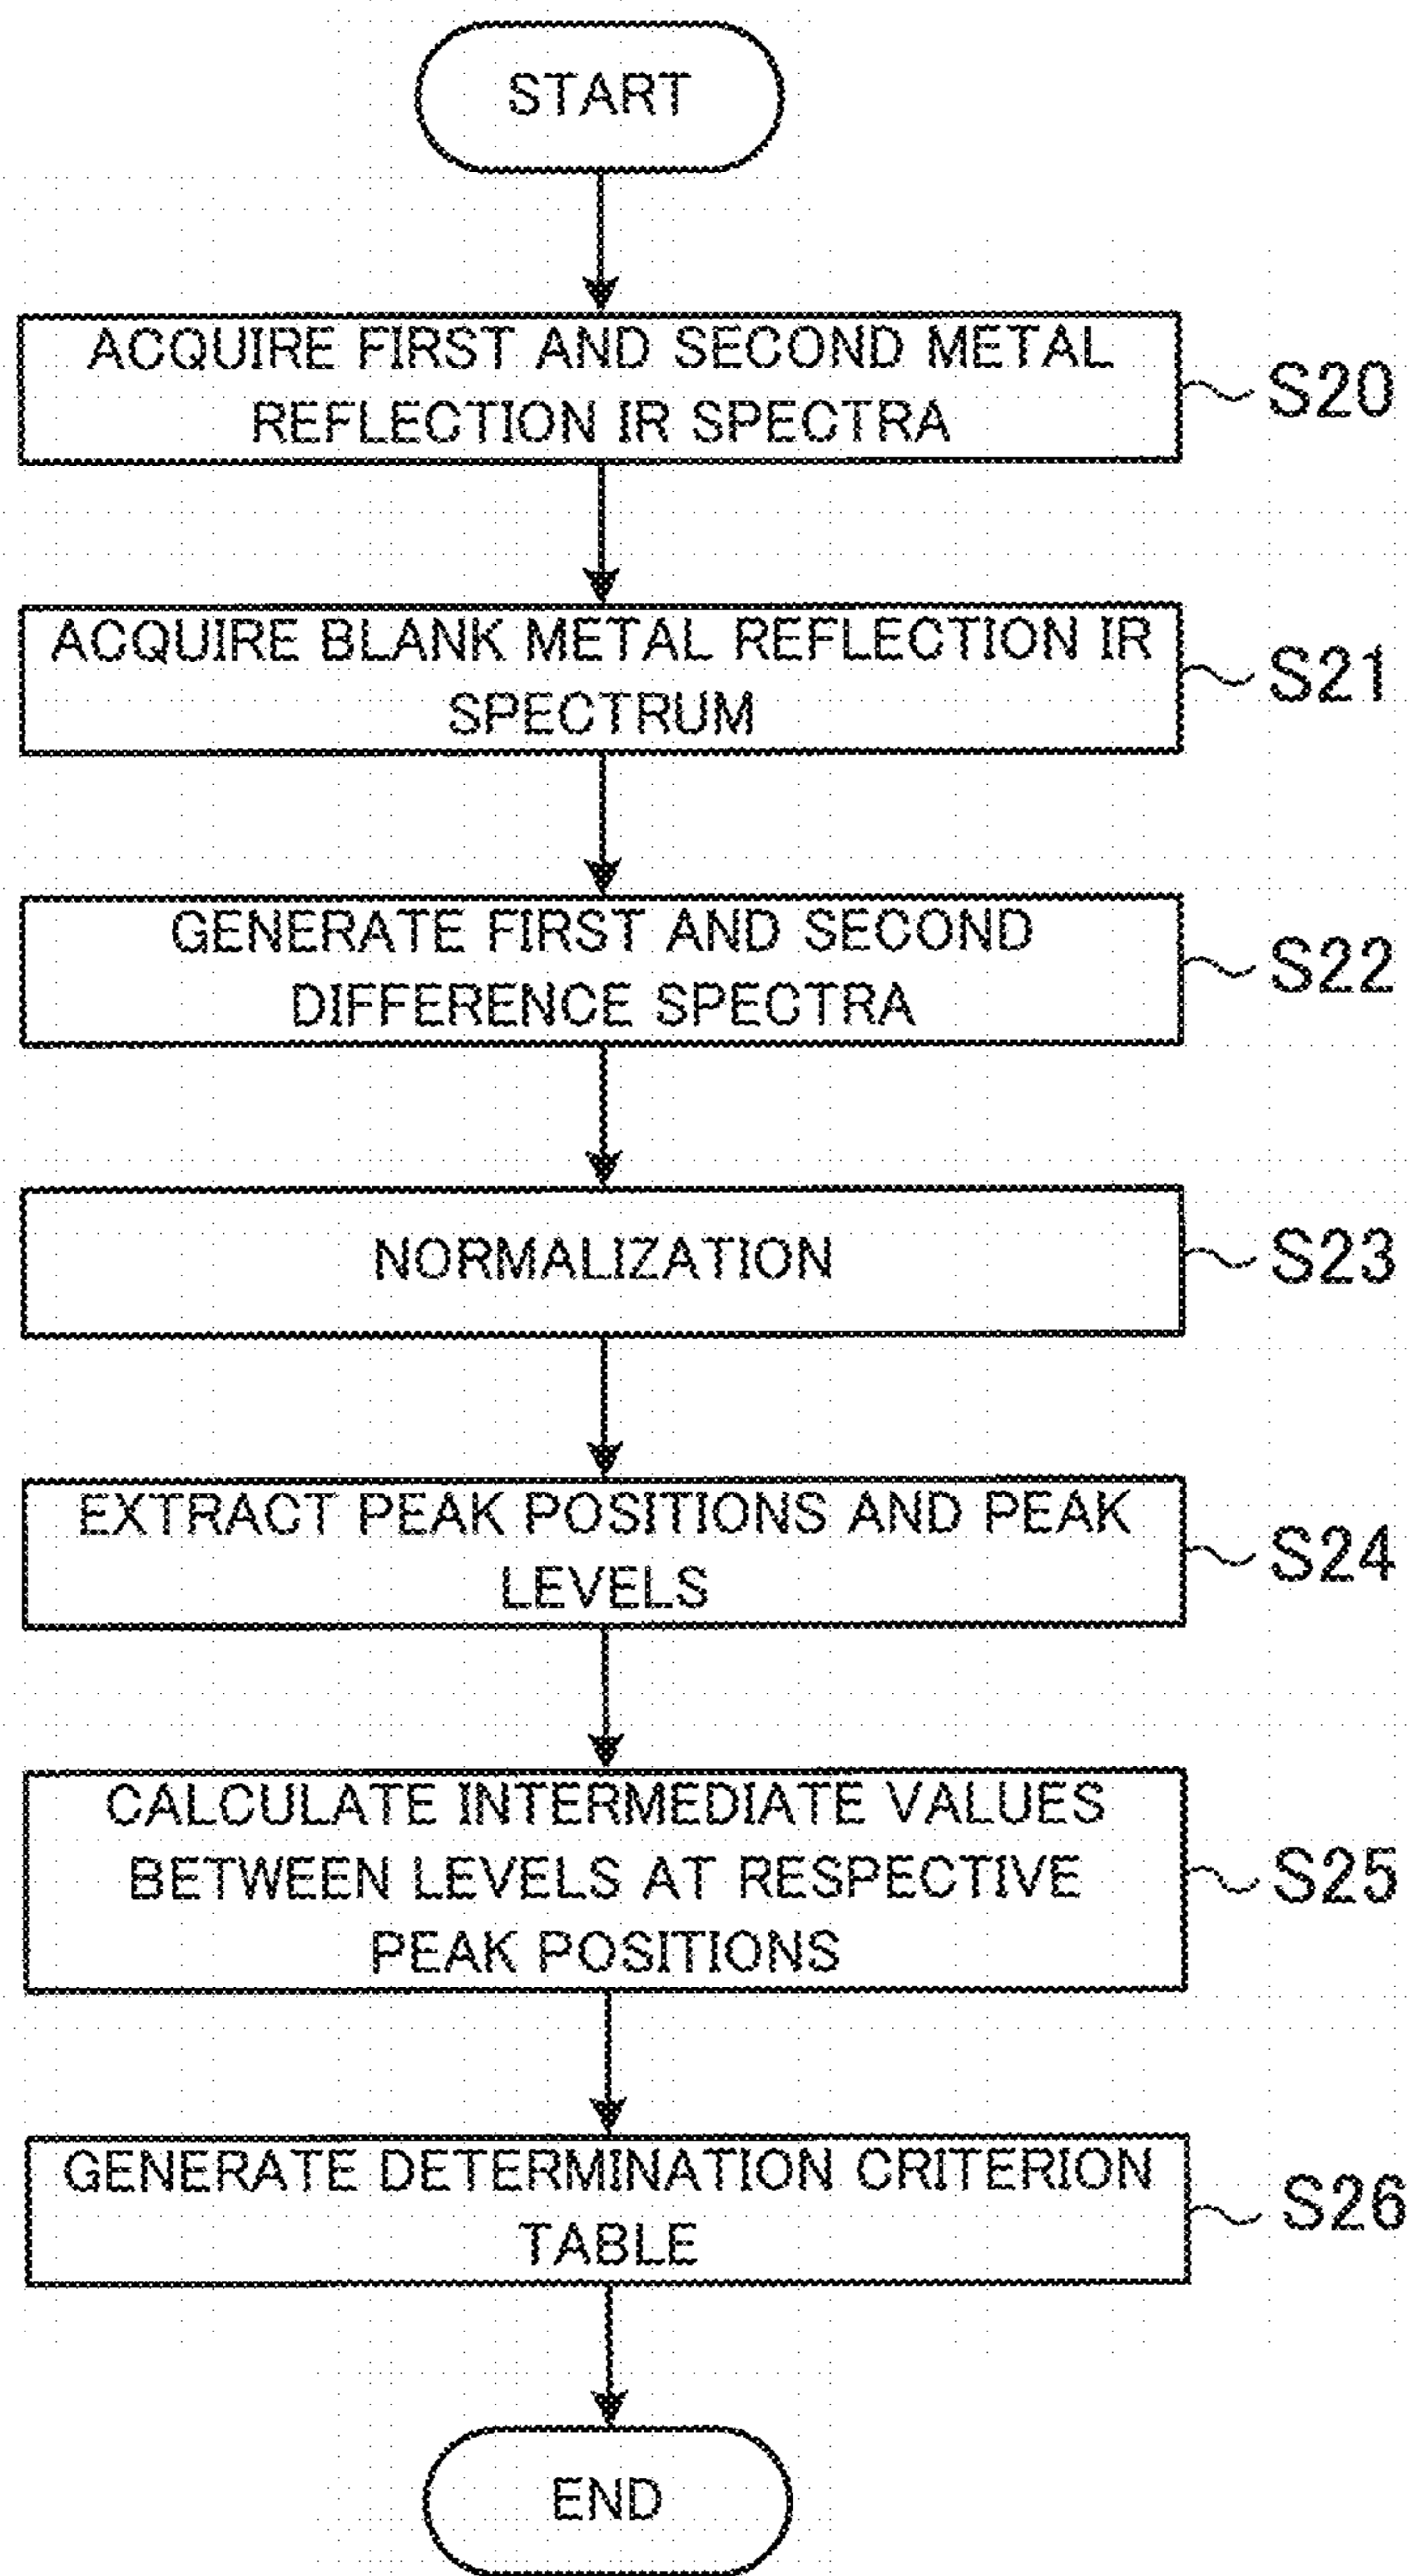 START
ACQUIRE FIRST AND SECOND METAL
REFLECTION IR SPECTRA
S20
ACQUIRE BLANK METAL REFLECTION IR
SPECTRUM
S21
GENERATE FIRST AND SECOND
DIFFERENCE SPECTRA
S22
NORMALIZATION
S23
EXTRACT PEAK POSITIONS AND PEAK
LEVELS
S24
CALCULATE INTERMEDIATE VALUES
BETWEEN LEVELS AT RESPECTIVE
PEAK POSITIONS
S25
GENERATE DETERMINATION CRITERION
TABLE
S26
END